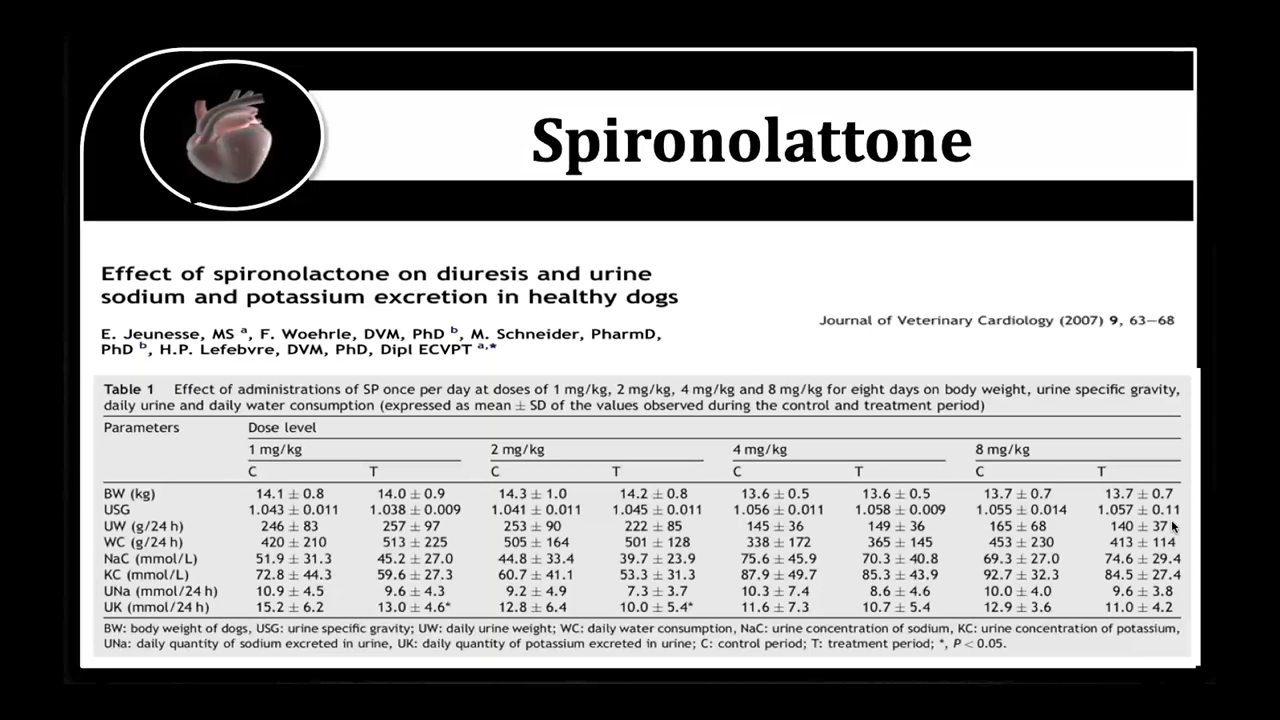 Spironolattone
Effect of spironolactone on diuresis and urine
sodium and potassium excretion in healthy dogs
Journal of Veterinary Cardiology (2007) 9, 63–68
E. Jeunesse, MS a, F. Woehrle, DVM, PhD b, M. Schneider, PharmD,
PhD b, H.P. Lefebvre, DVM, PhD, Dipl ECVPT a,*
Table 1 Effect of administrations of SP once per day at doses of 1 mg/kg, 2 mg/kg, 4 mg/kg and 8 mg/kg for eight days on body weight, urine specific gravity,
daily urine and daily water consumption (expressed as mean ± SD of the values observed during the control and treatment period)
Parameters Dose level
1 mg/kg 2 mg/kg 4 mg/kg 8 mg/kg
C T C T C T C T
BW (kg) 14.1 ± 0.8 14.0 ± 0.9 14.3 ± 1.0 14.2 ± 0.8 13.6 ± 0.5 13.6 ± 0.5 13.7 ± 0.7 13.7 ± 0.7
USG 1.043 ± 0.011 1.038 ± 0.009 1.041 ± 0.011 1.045 ± 0.011 1.056 ± 0.011 1.058 ± 0.009 1.055 ± 0.014 1.057 ± 0.11
UW (g/24 h) 246 ± 83 257 ± 97 253 ± 90 222 ± 85 145 ± 36 149 ± 36 165 ± 68 140 ± 37
WC (g/24 h) 420 ± 210 513 ± 225 505 ± 164 501 ± 128 338 ± 172 365 ± 145 453 ± 230 413 ± 114
NaC (mmol/L) 51.9 ± 31.3 45.2 ± 27.0 44.8 ± 33.4 39.7 ± 23.9 75.6 ± 45.9 70.3 ± 40.8 69.3 ± 27.0 74.6 ± 29.4
KC (mmol/L) 72.8 ± 44.3 59.6 ± 27.3 60.7 ± 41.1 53.3 ± 31.3 87.9 ± 49.7 85.3 ± 43.9 92.7 ± 32.3 84.5 ± 27.4
UNa (mmol/24 h) 10.9 ± 4.5 9.6 ± 4.3 9.2 ± 4.9 7.3 ± 3.7 10.3 ± 7.4 8.6 ± 4.6 10.0 ± 4.0 9.6 ± 3.8
UK (mmol/24 h) 15.2 ± 6.2 13.0 ± 4.6* 12.8 ± 6.4 10.0 ± 5.4* 11.6 ± 7.3 10.7 ± 5.4 12.9 ± 3.6 11.0 ± 4.2
BW: body weight of dogs, USG: urine specific gravity; UW: daily urine weight; WC: daily water consumption, NaC: urine concentration of sodium, KC: urine concentration of potassium,
UNa: daily quantity of sodium excreted in urine, UK: daily quantity of potassium excreted in urine; C: control period; T: treatment period; *, P < 0.05.